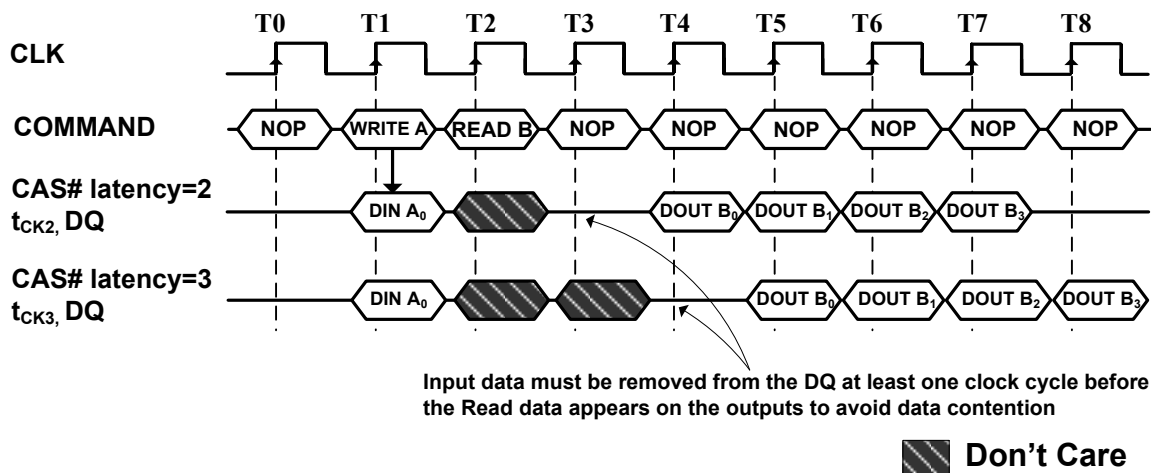 T0 T1 T2 T3 T4 T5 T6 T7 T8
CLK
COMMAND NOP WRITE A READ B NOP NOP NOP NOP NOP NOP
CAS# latency=2
tCK2, DQ DIN A0 DOUT B0 DOUT B1 DOUT B2 DOUT B3
CAS# latency=3
tCK3, DQ DIN A0 DOUT B0 DOUT B1 DOUT B2 DOUT B3
Input data must be removed from the DQ at least one clock cycle before
the Read data appears on the outputs to avoid data contention
Don't Care